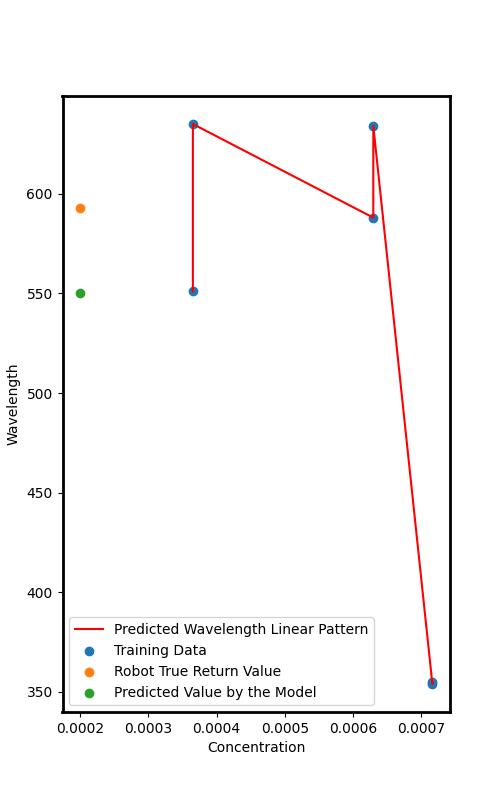 600
550
500
450
400
350
Wavelength
Predicted Wavelength Linear Pattern
Training Data
Robot True Return Value
Predicted Value by the Model
0.0002 0.0003 0.0004 0.0005 0.0006 0.0007
Concentration